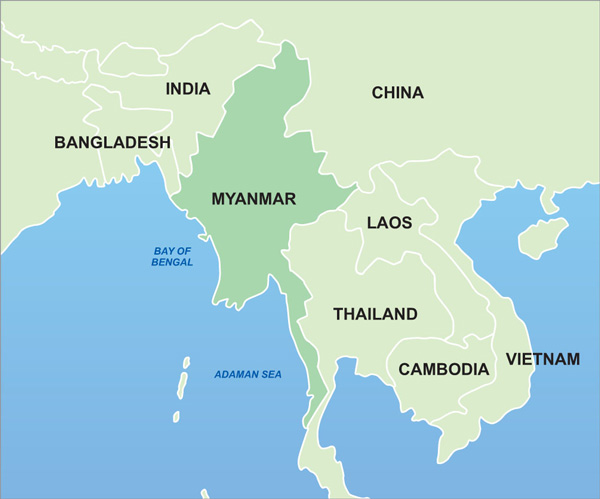 INDIA
CHINA
BANGLADESH
MYANMAR
LAOS
BAY OF
BENGAL
THAILAND
VIETNAM
CAMBODIA
ADAMAN SEA